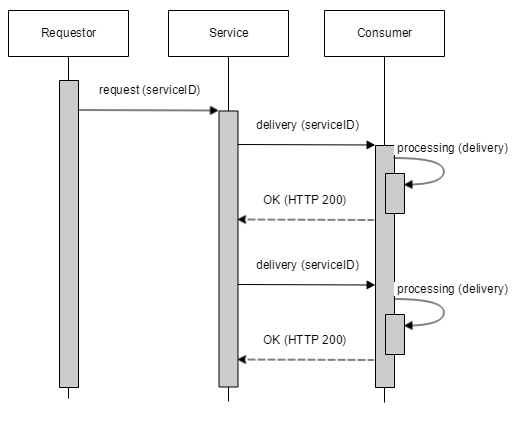 Requestor
Service
Consumer
request (serviceID)
delivery (serviceID)
processing (delivery)
OK (HTTP 200)
delivery (serviceID)
processing (delivery)
OK (HTTP 200)